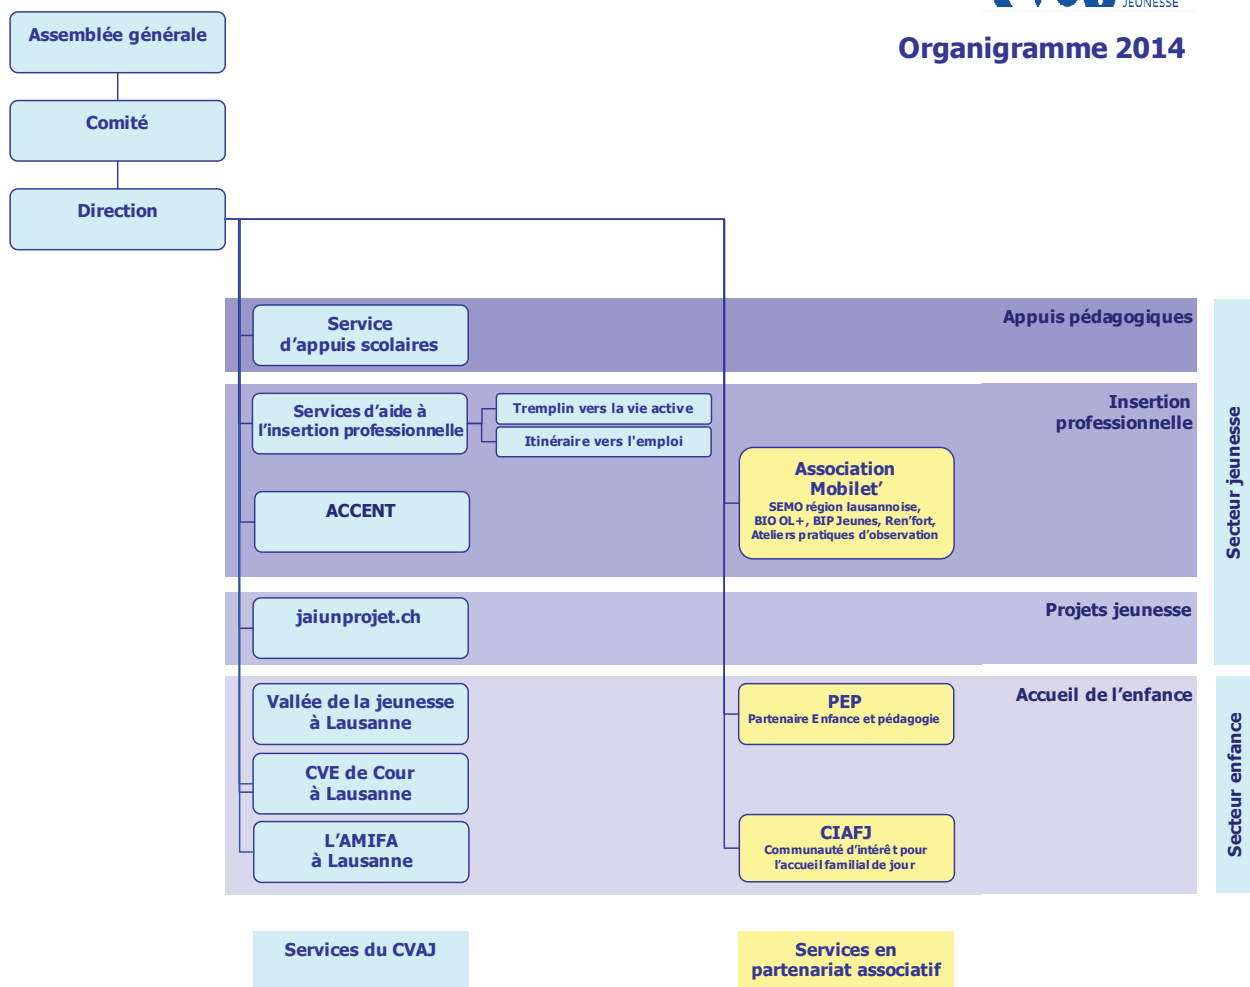 JEUNESSE
Organigramme 2014
Assemblée générale
Comité
Direction
Appuis pédagogiques
Service
d’appuis scolaires
Insertion
professionnelle
Services d’aide à
l’insertion professionnelle
Tremplin vers la vie active
Itinéraire vers l'emploi
Association
Mobilet’
SEMO région lausannoise,
BIO OL+, BIP Jeunes, Ren’fort,
Ateliers pratiques d’observation
ACCENT
Projets jeunesse
jaiunprojet.ch
Secteur jeunesse
Accueil de l’enfance
Vallée de la jeunesse
à Lausanne
PEP
Partenaire Enfance et pédagogie
CVE de Cour
à Lausanne
L’AMIFA
à Lausanne
CIAFJ
Communauté d’intérêt pour
l’accueil familial de jour
Secteur enfance
Services du CVAJ
Services en
partenariat associatif